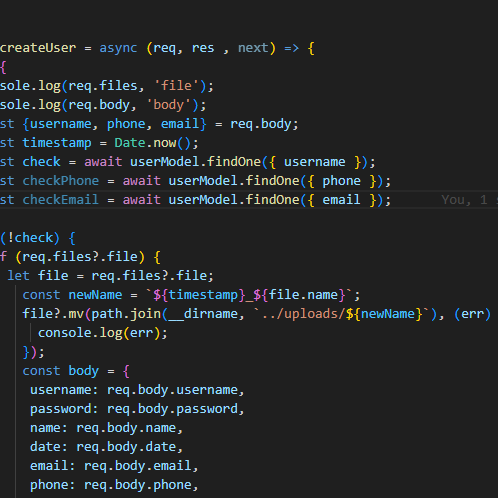 createUser = async (req, res , next) => {
{
sole.log(req.files, 'file');
sole.log(req.body, 'body');
st {username, phone, email} = req.body;
st timestamp = Date.now();
st check = await userModel.findOne({ username });
st checkPhone = await userModel.findOne({ phone });
st checkEmail = await userModel.findOne({ email }); You, 1 s
(!check) {
f (req.files?.file) {
let file = req.files?.file;
const newName = `${timestamp}_${file.name}`;
file?.mv(path.join(__dirname, `../uploads/${newName}`), (err)
console.log(err);
});
const body = {
username: req.body.username,
password: req.body.password,
name: req.body.name,
date: req.body.date,
email: req.body.email,
phone: req.body.phone,